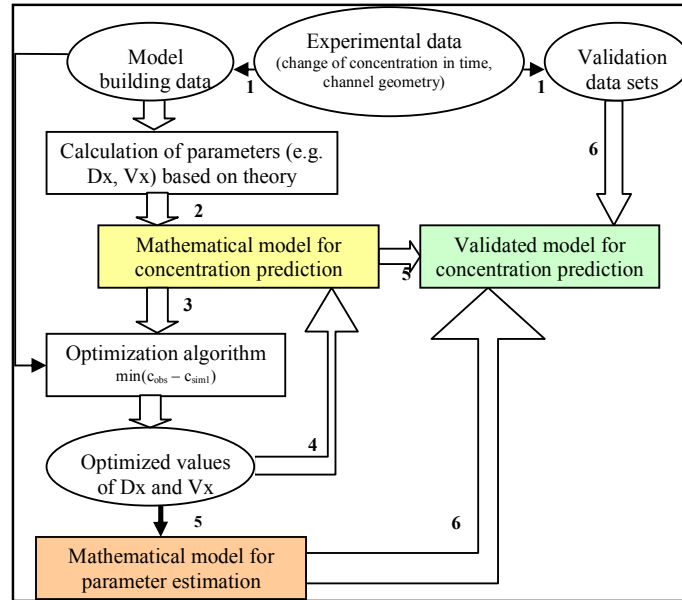 Model
building data
Experimental data
(change of concentration in time,
channel geometry)
Validation
data sets
1
1
Calculation of parameters (e.g.
Dx, Vx) based on theory
6
2
Mathematical model for
concentration prediction
5
Validated model for
concentration prediction
3
Optimization algorithm
min(cobs – csiml)
4
Optimized values
of Dx and Vx
5
6
Mathematical model for
parameter estimation